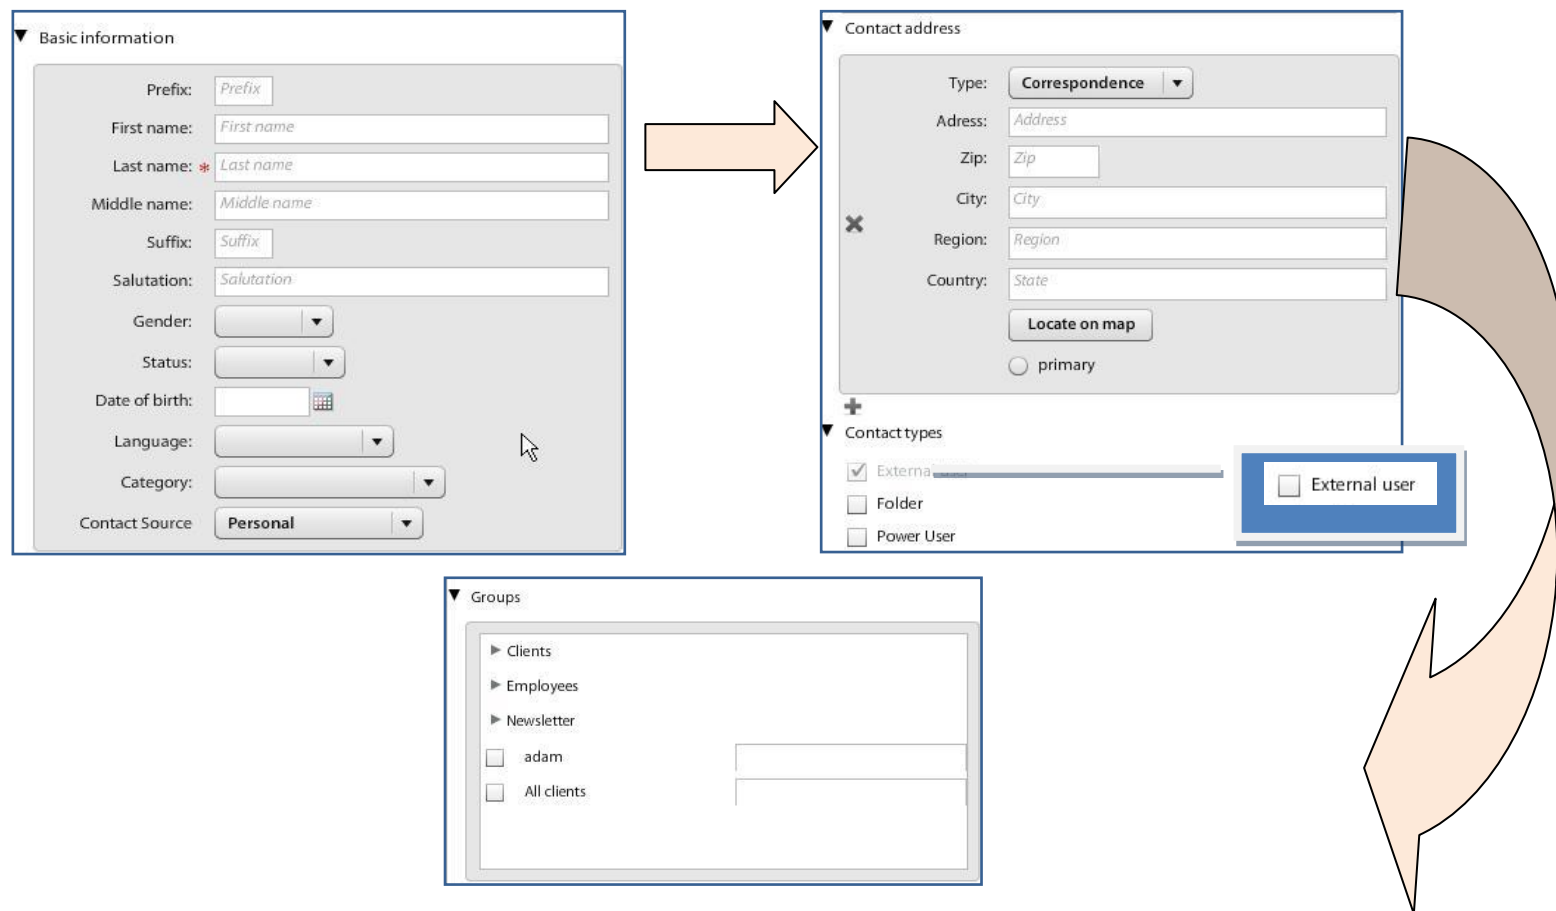 Basic information
Prefix: Prefix
First name: First name
Last name: * Last name
Middle name: Middle name
Suffix: Suffix
Salutation: Salutation
Gender:
Status:
Date of birth:
Language:
Category:
Contact Source Personal
Contact address
Type: Correspondence
Adress: Address
Zip: Zip
City: City
Region: Region
Country: State
Locate on map
primary
Contact types
External user
Folder
Power User
External user
Groups
Clients
Employees
Newsletter
adam
All clients